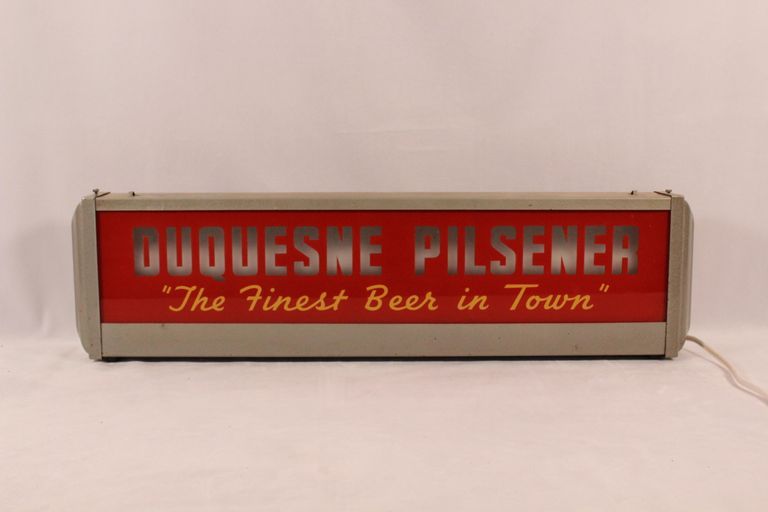 DUQUESNE PILSENER
"The Finest Beer in Town"